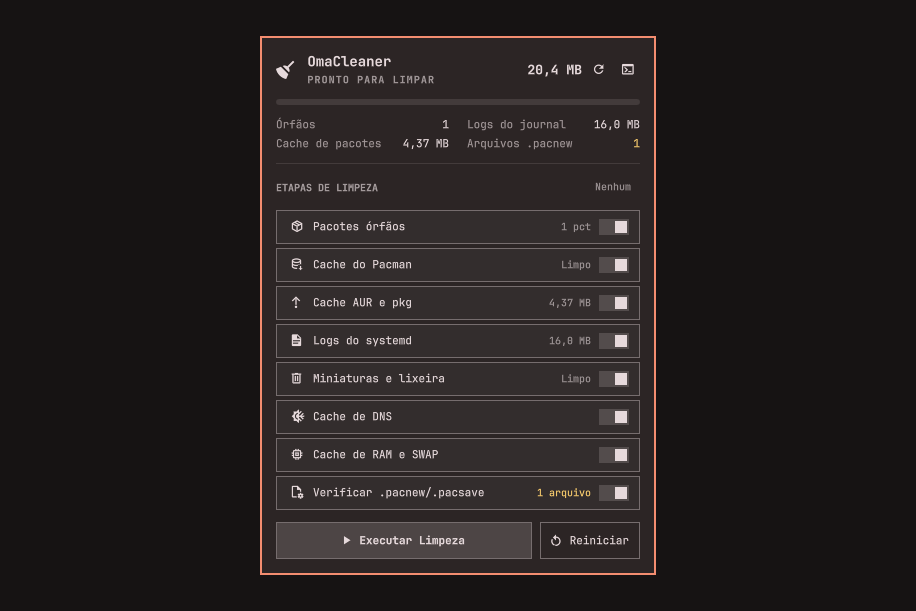 OmaCleaner
PRONTO PARA LIMPAR
20,4 MB
Órfãos 1
Logs do journal 16,0 MB
Cache de pacotes 4,37 MB
Arquivos .pacnew 1
ETAPAS DE LIMPEZA
Nenhum
Pacotes órfãos 1 pct
Cache do Pacman Limpo
Cache AUR e pkg 4,37 MB
Logs do systemd 16,0 MB
Miniaturas e lixeira Limpo
Cache de DNS
Cache de RAM e SWAP
Verificar .pacnew/.pacsave 1 arquivo
Executar Limpeza
Reiniciar